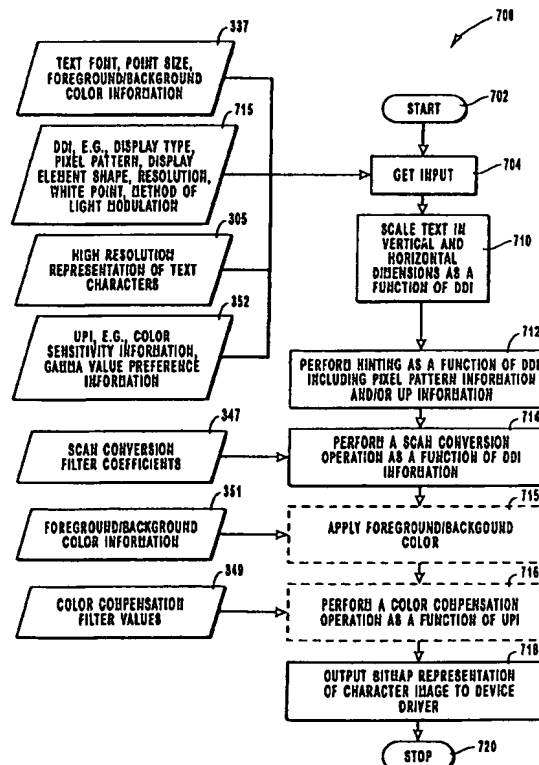 700
337
TEXT FONT, POINT SIZE,
FOREGROUND/BACKGROUND
COLOR INFORMATION
715
DDI, E.G., DISPLAY TYPE,
PIXEL PATTERN, DISPLAY
ELEMENT SHAPE, RESOLUTION,
WHITE POINT, METHOD OF
LIGHT MODULATION
305
HIGH RESOLUTION
REPRESENTATION OF TEXT
CHARACTERS
352
UPI, E.G., COLOR
SENSITIVITY INFORMATION,
GAMMA VALUE PREFERENCE
INFORMATION
START
702
GET INPUT
704
SCALE TEXT IN
VERTICAL AND
HORIZONTAL
DIMENSIONS AS A
FUNCTION OF DDI
710
712
PERFORM HINTING AS A FUNCTION OF DDI
INCLUDING PIXEL PATTERN INFORMATION
AND/OR UP INFORMATION
347
SCAN CONVERSION
FILTER COEFFICIENTS
716
PERFORM A SCAN CONVERSION
OPERATION AS A FUNCTION OF DDI
INFORMATION
351
FOREGROUND/BACKGROUND
COLOR INFORMATION
715
APPLY FOREGROUND/BACKGOUND
COLOR
349
COLOR COMPENSATION
FILTER VALUES
716
PERFORM A COLOR COMPENSATION
OPERATION AS A FUNCTION OF UPI
718
OUTPUT BITMAP REPRESENTATION
OF CHARACTER IMAGE TO DEVICE
DRIVER
STOP
720